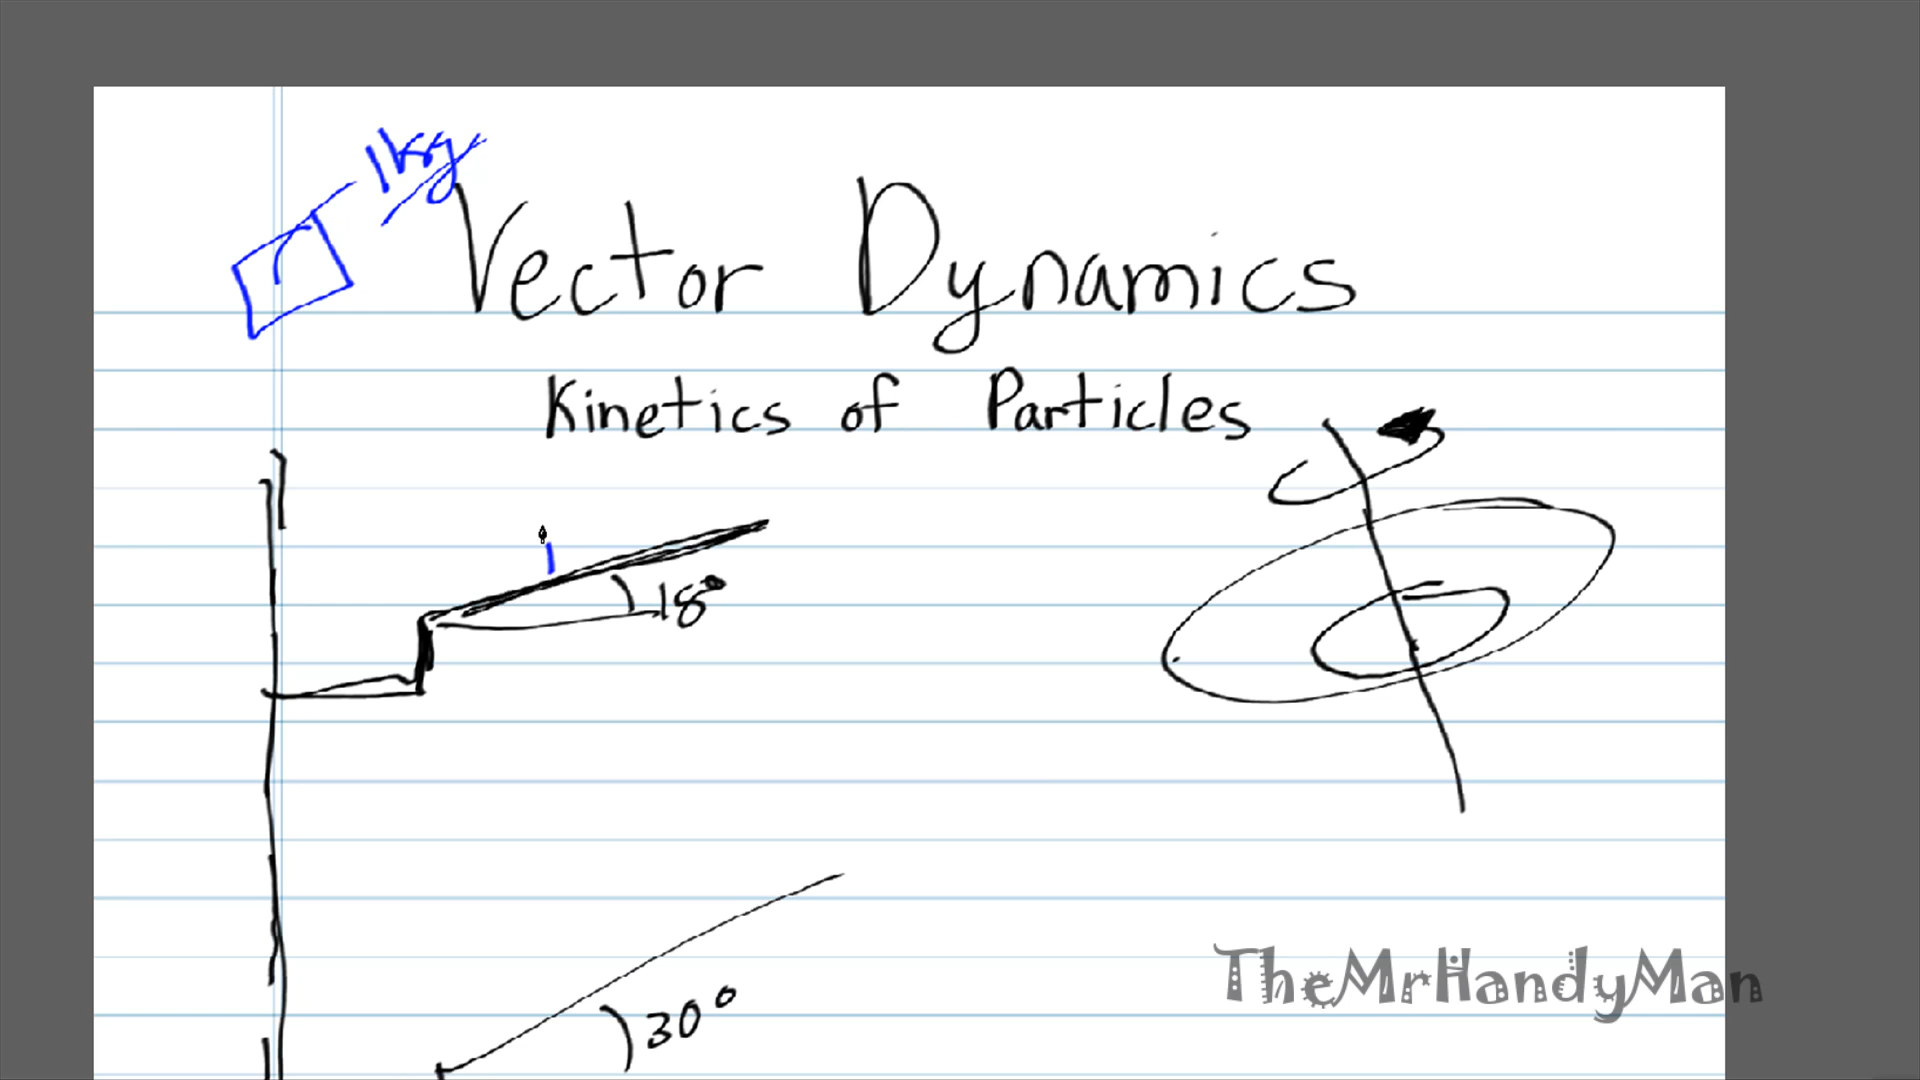 1kg
Vector Dynamics
Kinetics of Particles
18°
30°
TheMrHandyMan